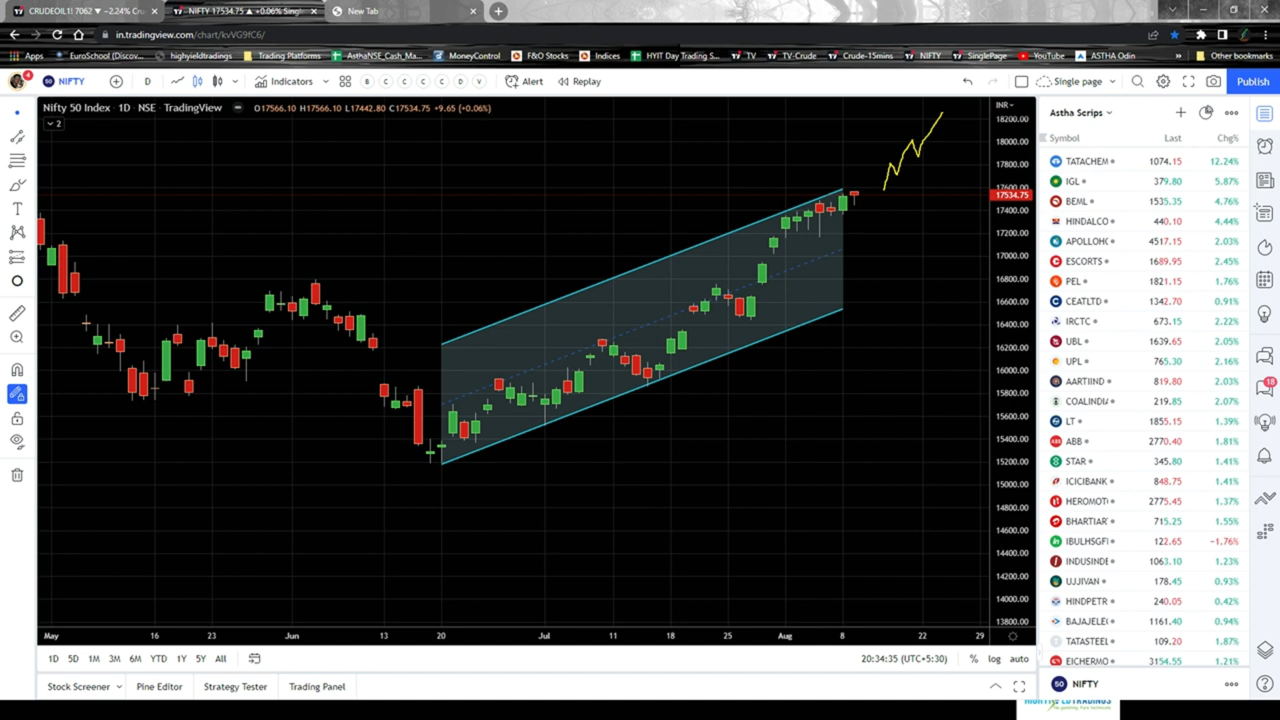 CRUDEOIL1! 7062 ▼ −2.24% Cru
NIFTY 17534.75 ▲ +0.06% Singl
New Tab
in.tradingview.com/chart/kvVG9fC6/
Apps
EuroSchool (Discov...
highyieldtradings
Trading Platforms
AsthaNSE_Cash_Ma...
MoneyControl
F&O Stocks
Indices
HYIT Day Trading S...
TV
TV-Crude
Crude-15mins
NIFTY
SinglePage
YouTube
ASTHA Odin
»
Other bookmarks
4
50 NIFTY
D
Indicators
B C C C C D V
Alert
Replay
Single page
Publish
Nifty 50 Index · 1D · NSE · TradingView
O17566.10 H17566.10 L17442.80 C17534.75 +9.65 (+0.06%)
2
INR
18200.00
18000.00
17800.00
17600.00
17534.75
17400.00
17200.00
17000.00
16800.00
16600.00
16400.00
16200.00
16000.00
15800.00
15600.00
15400.00
15200.00
15000.00
14800.00
14600.00
14400.00
14200.00
14000.00
13800.00
May 16 23 Jun 13 20 Jul 11 18 25 Aug 8 22 29
Astha Scrips
Symbol Last Chg%
TATACHEM 1074.15 12.24%
IGL 379.80 5.87%
BEML 1535.35 4.76%
HINDALCO 440.10 4.44%
APOLLOHO 4517.15 2.03%
ESCORTS 1689.95 2.45%
PEL 1821.15 1.76%
CEATLTD 1342.70 0.91%
IRCTC 673.15 2.22%
UBL 1639.65 2.05%
UPL 765.30 2.16%
AARTIIND 819.80 2.03%
COALINDIA 219.85 2.07%
LT 1855.15 1.39%
ABB 2770.40 1.81%
STAR 345.80 1.41%
ICICIBANK 848.75 1.41%
HEROMOT 2775.45 1.37%
BHARTIAR 715.25 1.55%
IBULHSGFI 122.65 −1.76%
INDUSINDB 1063.10 1.23%
UJJIVAN 178.45 0.93%
HINDPETR 240.05 0.42%
BAJAJELEC 1161.40 0.94%
TATASTEEL 109.20 1.87%
EICHERMO 3154.55 1.21%
18
1D 5D 1M 3M 6M YTD 1Y 5Y All
20:34:35 (UTC+5:30)
% log auto
Stock Screener
Pine Editor
Strategy Tester
Trading Panel
50 NIFTY